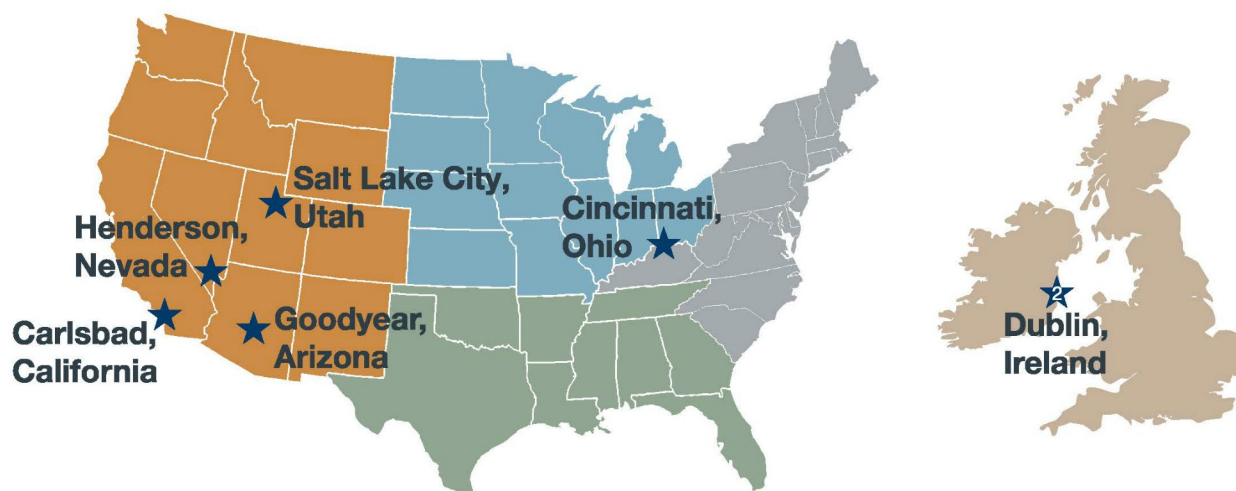 Salt Lake City,
Utah
Henderson,
Nevada
Carlsbad,
California
Goodyear,
Arizona
Cincinnati,
Ohio
2
Dublin,
Ireland